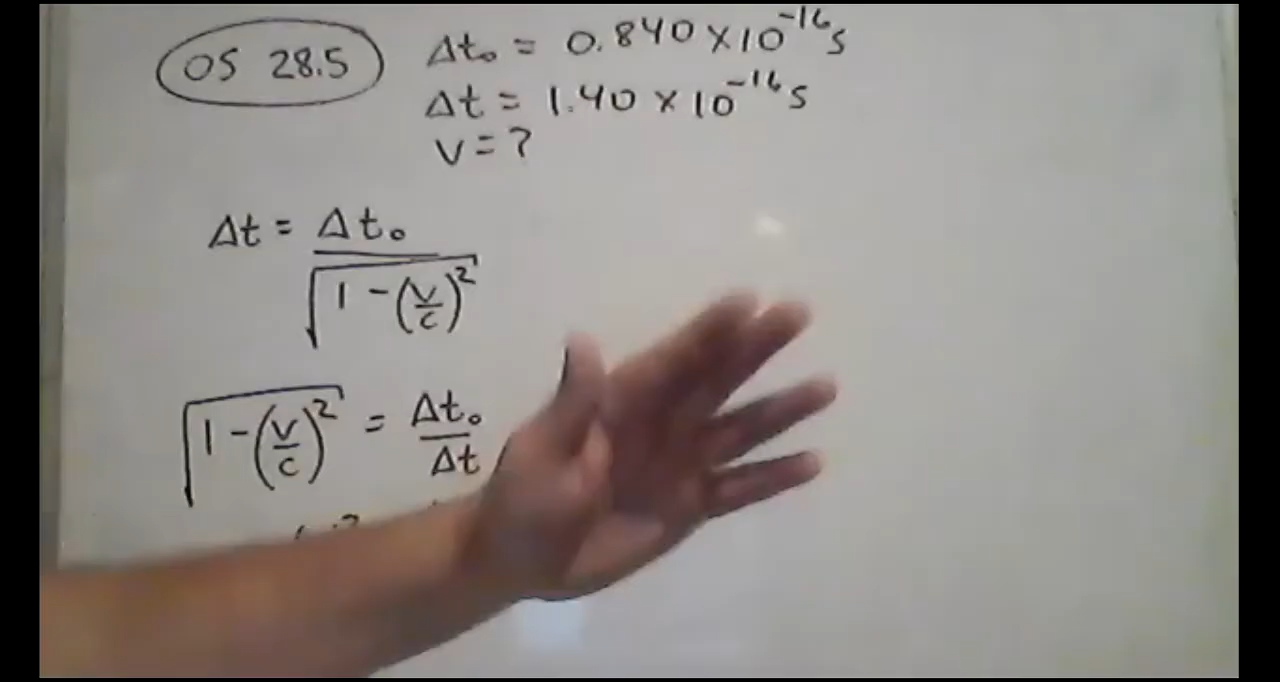 OS 28.5
Δt₀ = 0.840 × 10⁻¹⁶ s
Δt = 1.40 × 10⁻¹⁶ s
v = ?
Δt = Δt₀ / √(1 - (v/c)²)
√(1 - (v/c)²) = Δt₀ / Δt